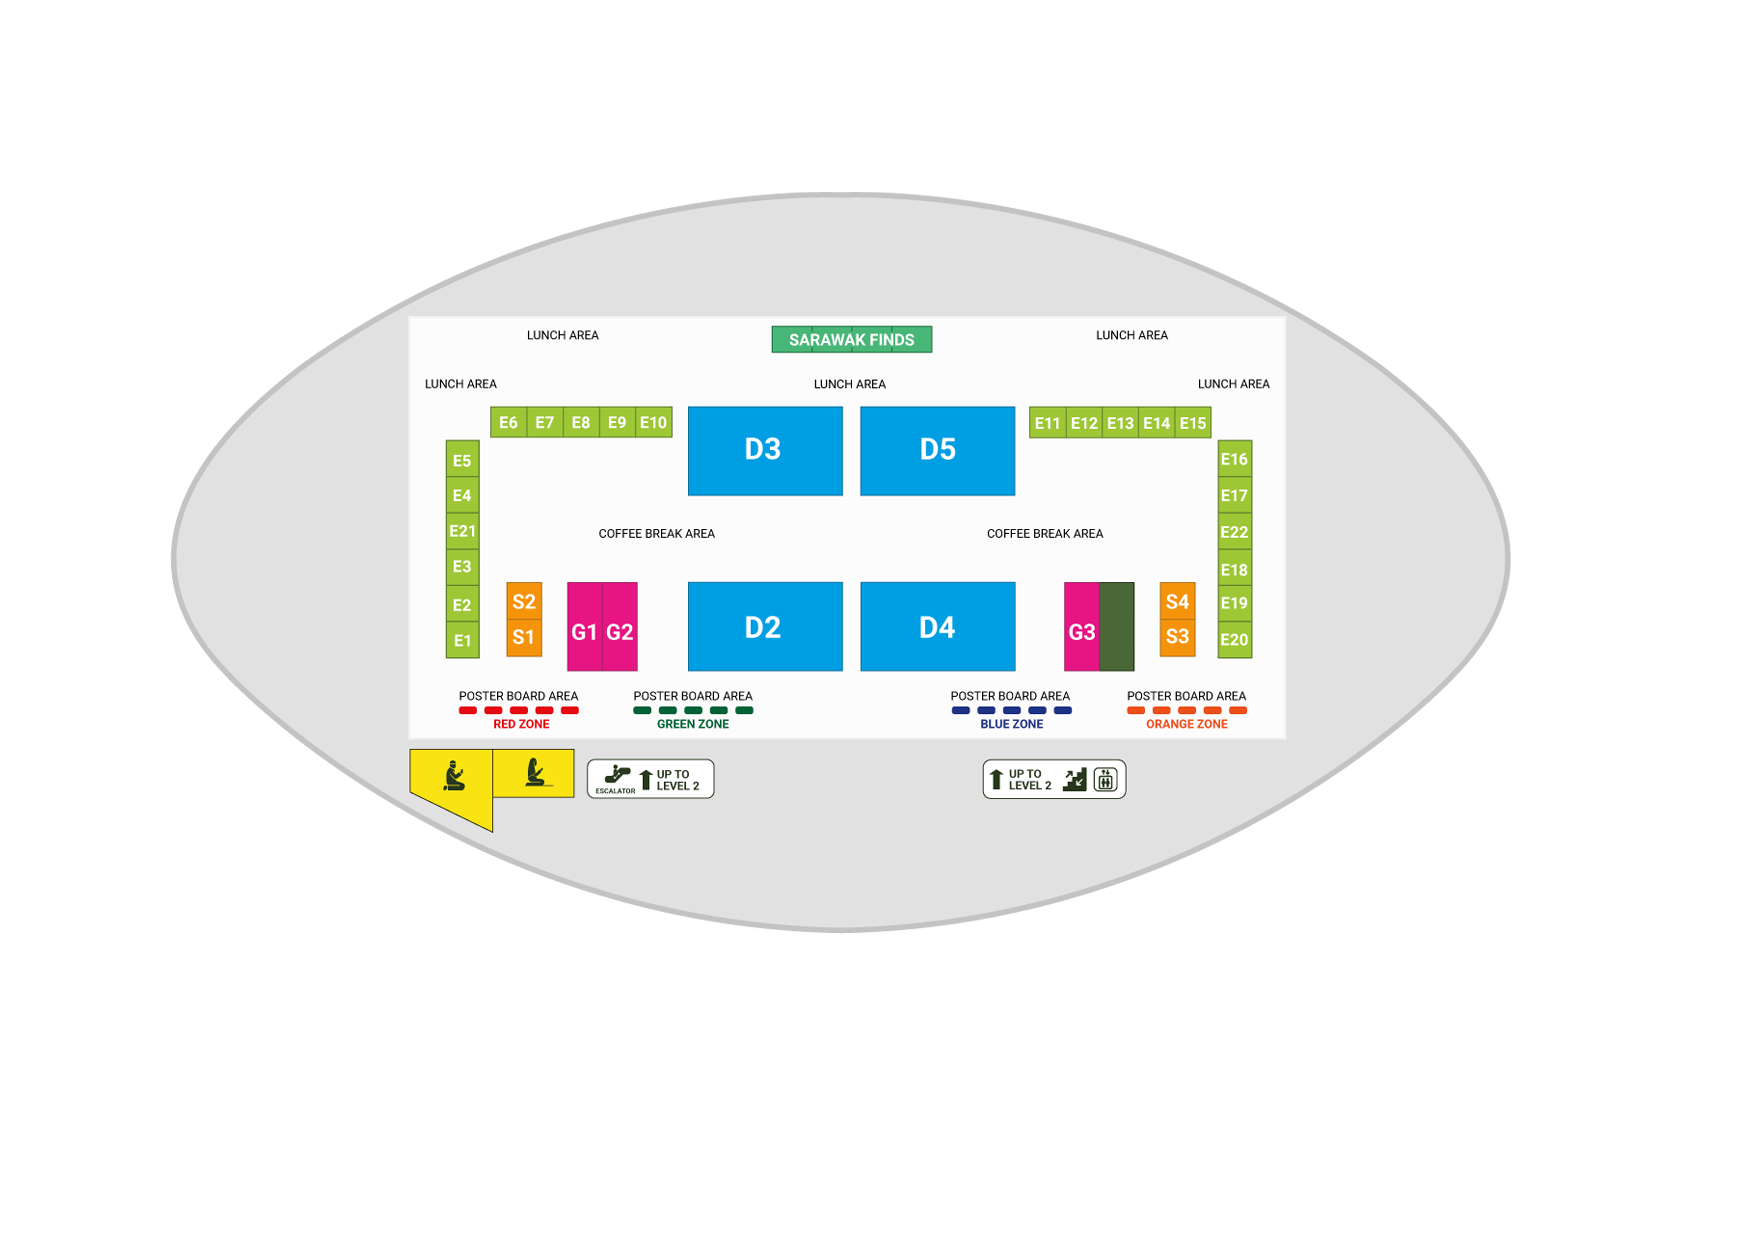 LUNCH AREA
SARAWAK FINDS
LUNCH AREA
LUNCH AREA
LUNCH AREA
LUNCH AREA
E6 E7 E8 E9 E10
D3
D5
E11 E12 E13 E14 E15
E5
E4
E21
E3
E2
E1
E16
E17
E22
E18
E19
E20
COFFEE BREAK AREA
COFFEE BREAK AREA
S2
S1
G1 G2
D2
D4
G3
S4
S3
POSTER BOARD AREA
RED ZONE
POSTER BOARD AREA
GREEN ZONE
POSTER BOARD AREA
BLUE ZONE
POSTER BOARD AREA
ORANGE ZONE
ESCALATOR
UP TO
LEVEL 2
UP TO
LEVEL 2